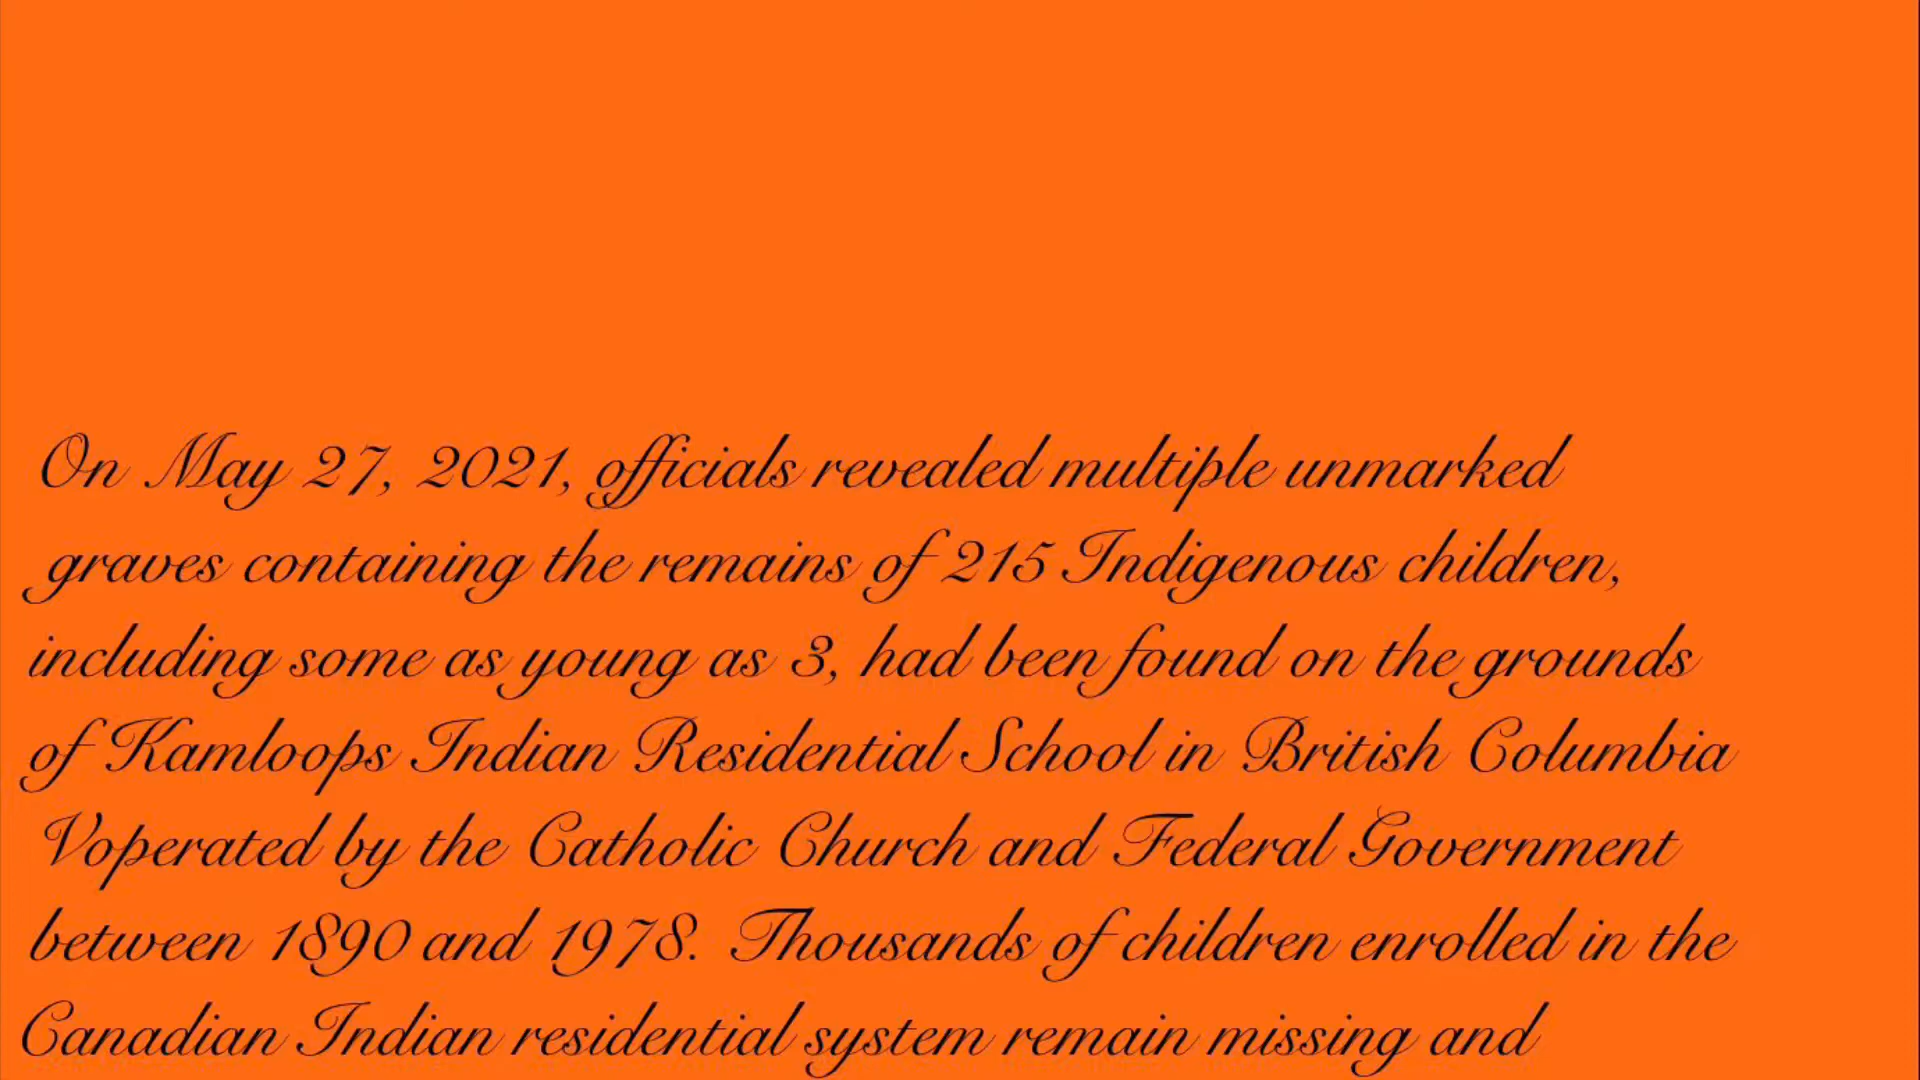 On May 27, 2021, officials revealed multiple unmarked
graves containing the remains of 215 Indigenous children,
including some as young as 3, had been found on the grounds
of Kamloops Indian Residential School in British Columbia
Voperated by the Catholic Church and Federal Government
between 1890 and 1978. Thousands of children enrolled in the
Canadian Indian residential system remain missing and